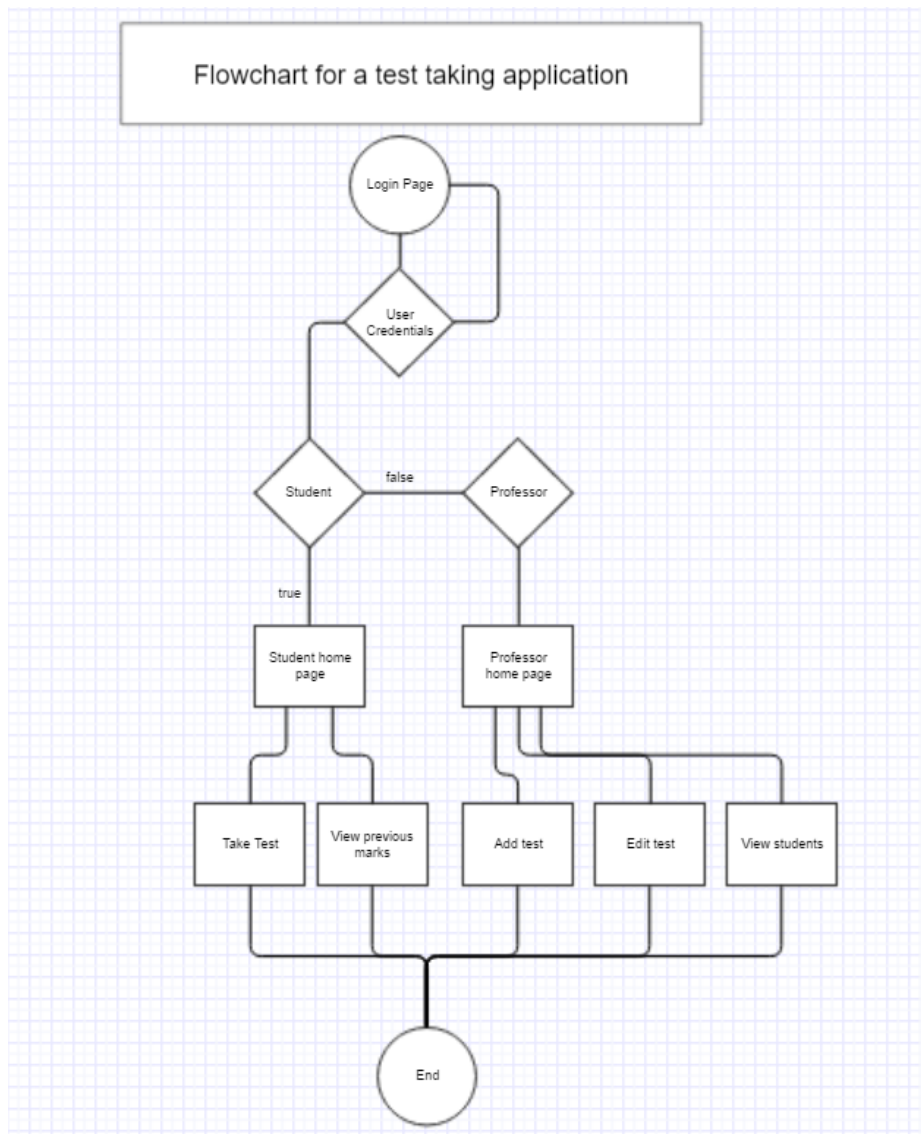 Flowchart for a test taking application
Login Page
User
Credentials
Student
false
Professor
true
Student home
page
Professor
home page
Take Test
View previous
marks
Add test
Edit test
View students
End